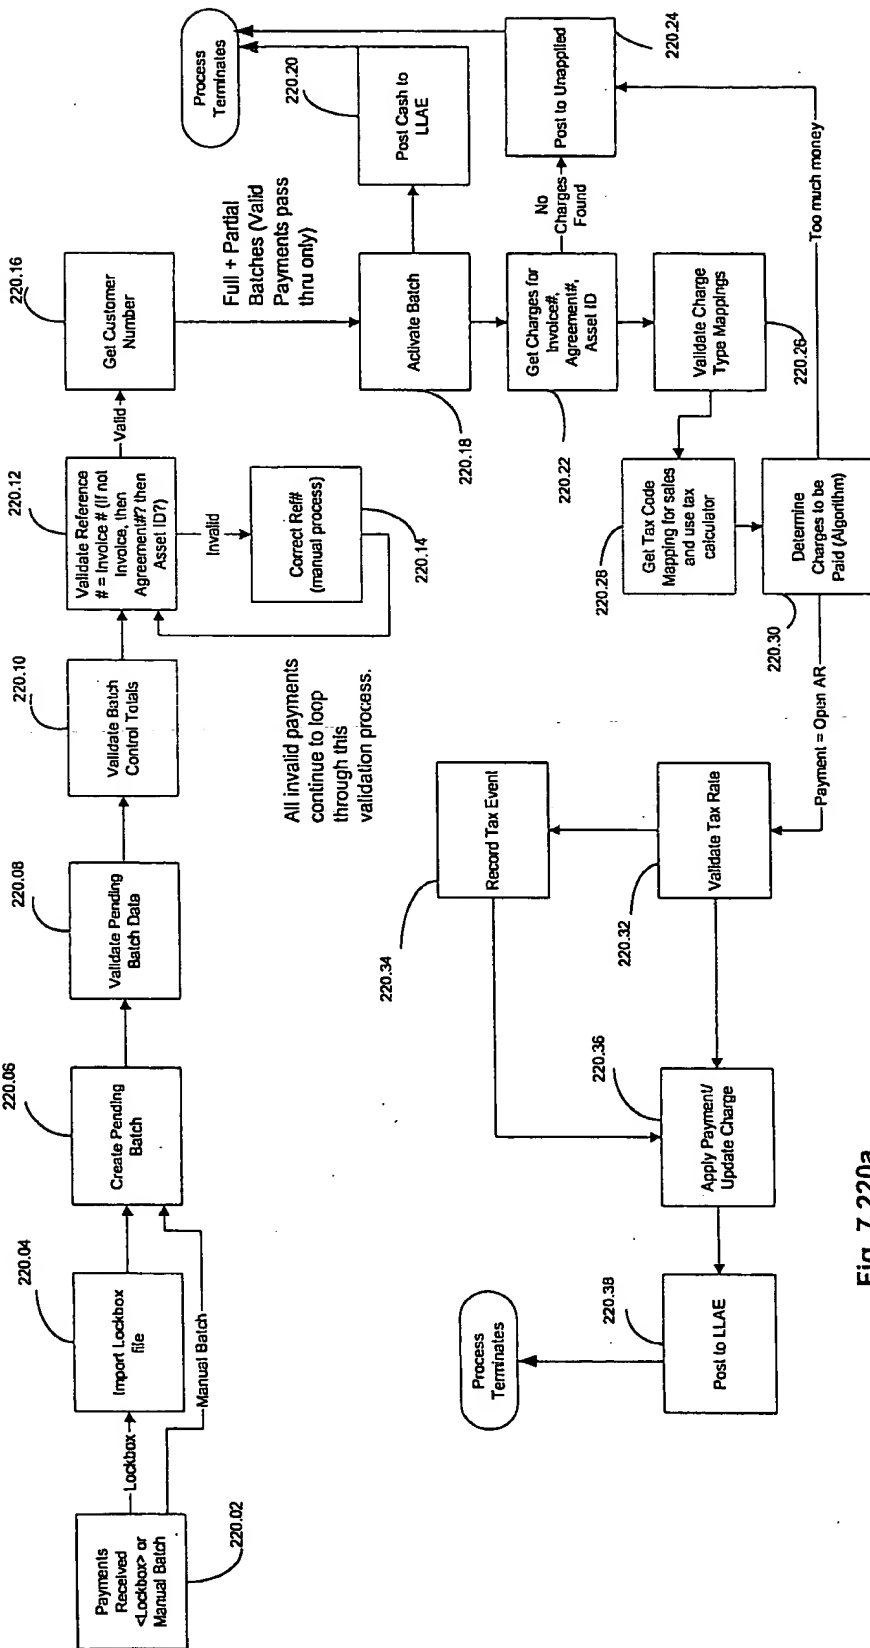 220.02
Payments
Received
<Lockbox> or
Manual Batch
Lockbox
Manual Batch
220.04
Import Lockbox
file
220.06
Create Pending
Batch
220.08
Validate Pending
Batch Data
220.10
Validate Batch
Control Totals
220.12
Validate Reference
# = Invoice # (If not
Invoice, then
Agreement#? then
Asset ID?)
Valid
Invalid
220.14
Correct Ref#
(manual process)
All invalid payments
continue to loop
through this
validation process.
220.16
Get Customer
Number
Full + Partial
Batches (Valid
Payments pass
thru only)
220.18
Activate Batch
220.20
Post Cash to
LLAE
Process
Terminates
220.22
Get Charges for
Invoice#,
Agreement#,
Asset ID
No
Charges
Found
220.24
Post to Unapplied
220.26
Validate Charge
Type Mappings
220.28
Get Tax Code
Mapping for sales
and use tax
calculator
220.30
Determine
Charges to be
Paid (Algorithm)
Too much money
Payment = Open AR
220.32
Validate Tax Rate
220.34
Record Tax Event
220.36
Apply Payment/
Update Charge
220.38
Post to LLAE
Process
Terminates
Fig. 7.220a